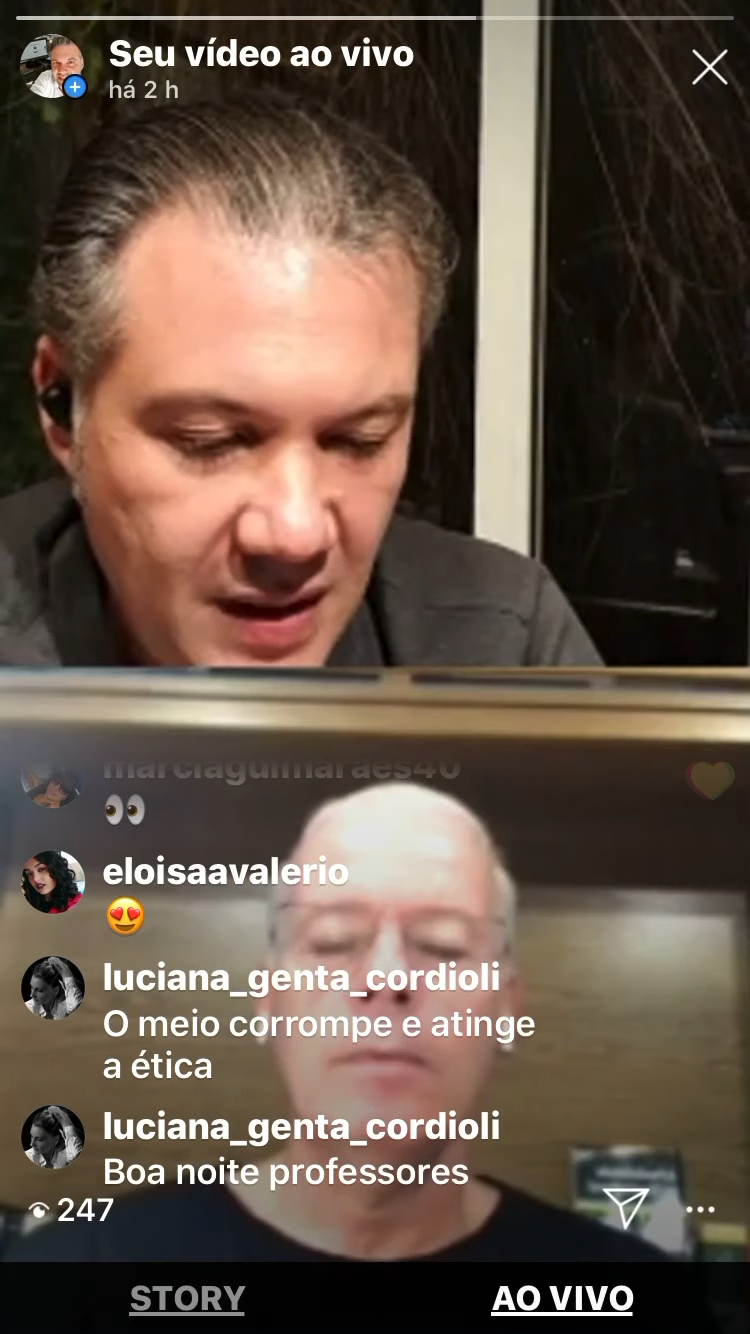 Seu vídeo ao vivo
há 2 h
marciaguimaraes40
👀
eloisaavalerio
😍
luciana_genta_cordioli
O meio corrompe e atinge
a ética
luciana_genta_cordioli
Boa noite professores
247
STORY
AO VIVO